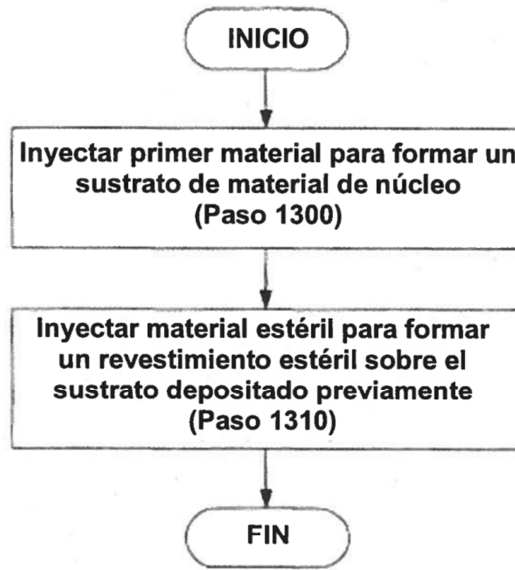 INICIO
Inyectar primer material para formar un
sustrato de material de núcleo
(Paso 1300)
Inyectar material estéril para formar
un revestimiento estéril sobre el
sustrato depositado previamente
(Paso 1310)
FIN